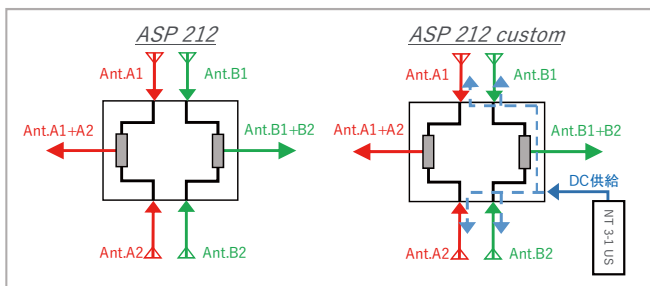 ASP 212
Ant.A1
Ant.B1
Ant.A1+A2
Ant.B1+B2
Ant.A2
Ant.B2
ASP 212 custom
Ant.A1
Ant.B1
Ant.A1+A2
Ant.B1+B2
DC供給
NT 3-1 US
Ant.A2
Ant.B2